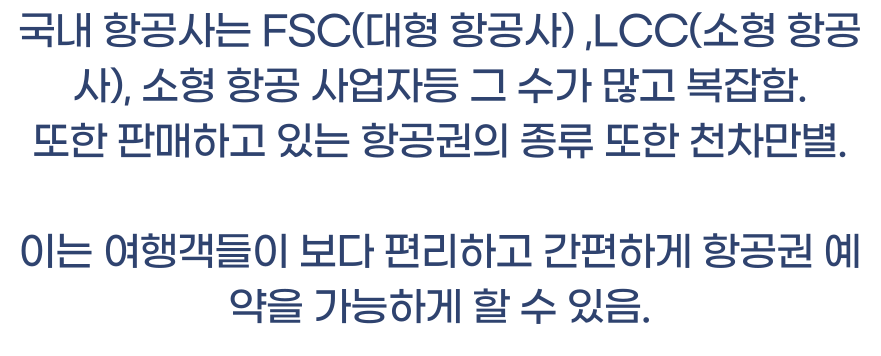 국내 항공사는 FSC(대형 항공사) ,LCC(소형 항공
사), 소형 항공 사업자등 그 수가 많고 복잡함.
또한 판매하고 있는 항공권의 종류 또한 천차만별.
이는 여행객들이 보다 편리하고 간편하게 항공권 예
약을 가능하게 할 수 있음.